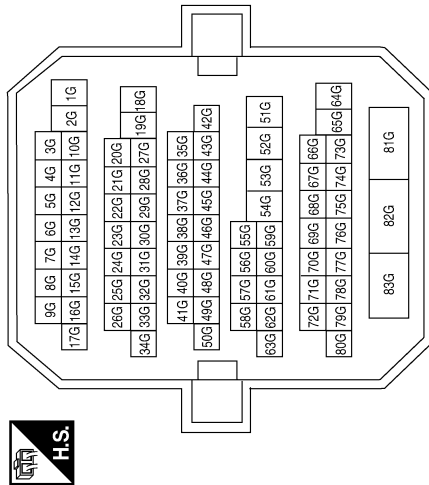 H.S.
9G 8G 7G 6G 5G 4G 3G
2G 1G
17G 16G 15G 14G 13G 12G 11G 10G
26G 25G 24G 23G 22G 21G 20G
19G 18G
34G 33G 32G 31G 30G 29G 28G 27G
41G 40G 39G 38G 37G 36G 35G
50G 49G 48G 47G 46G 45G 44G 43G 42G
58G 57G 56G 55G
54G 53G 52G 51G
63G 62G 61G 60G 59G
72G 71G 70G 69G 68G 67G 66G
65G 64G
80G 79G 78G 77G 76G 75G 74G 73G
83G 82G 81G